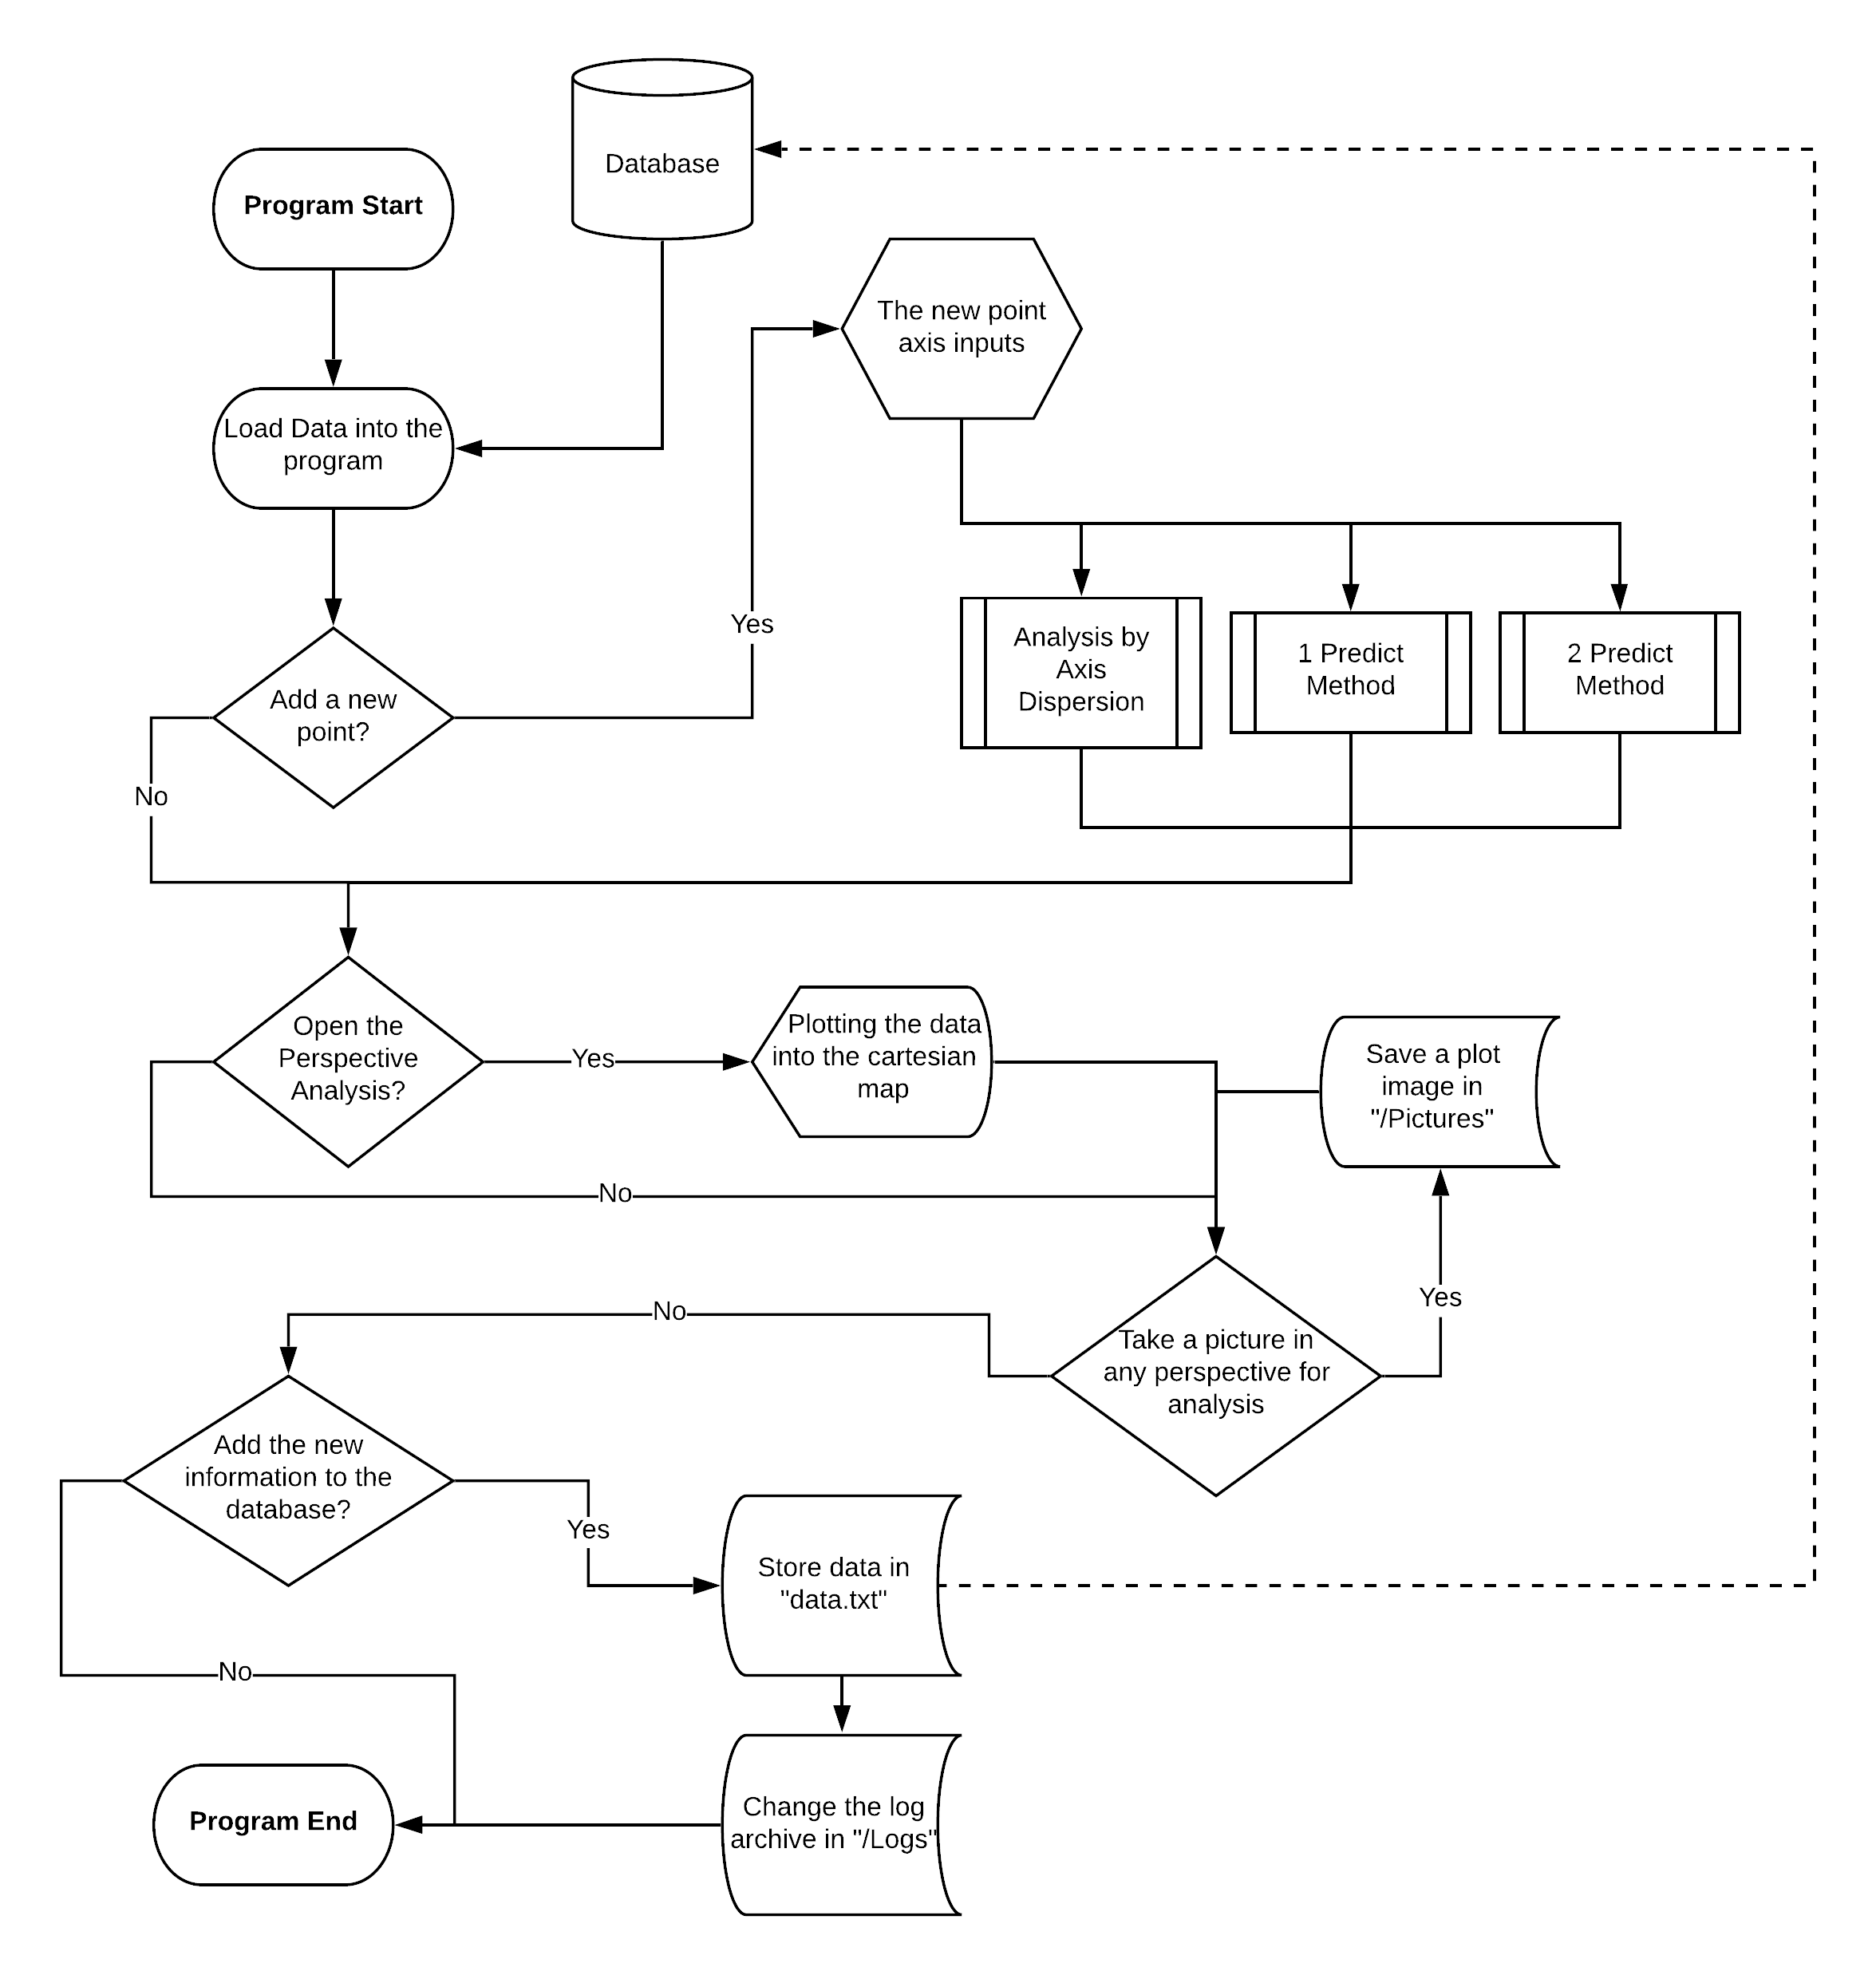 Database
Program Start
The new point
axis inputs
Load Data into the
program
Yes
Analysis by
Axis
Dispersion
1 Predict
Method
2 Predict
Method
Add a new
point?
No
Open the
Perspective
Analysis?
Yes
Plotting the data
into the cartesian
map
Save a plot
image in
"/Pictures"
No
Yes
No
Take a picture in
any perspective for
analysis
Add the new
information to the
database?
Yes
Store data in
"data.txt"
No
Change the log
archive in "/Logs"
Program End